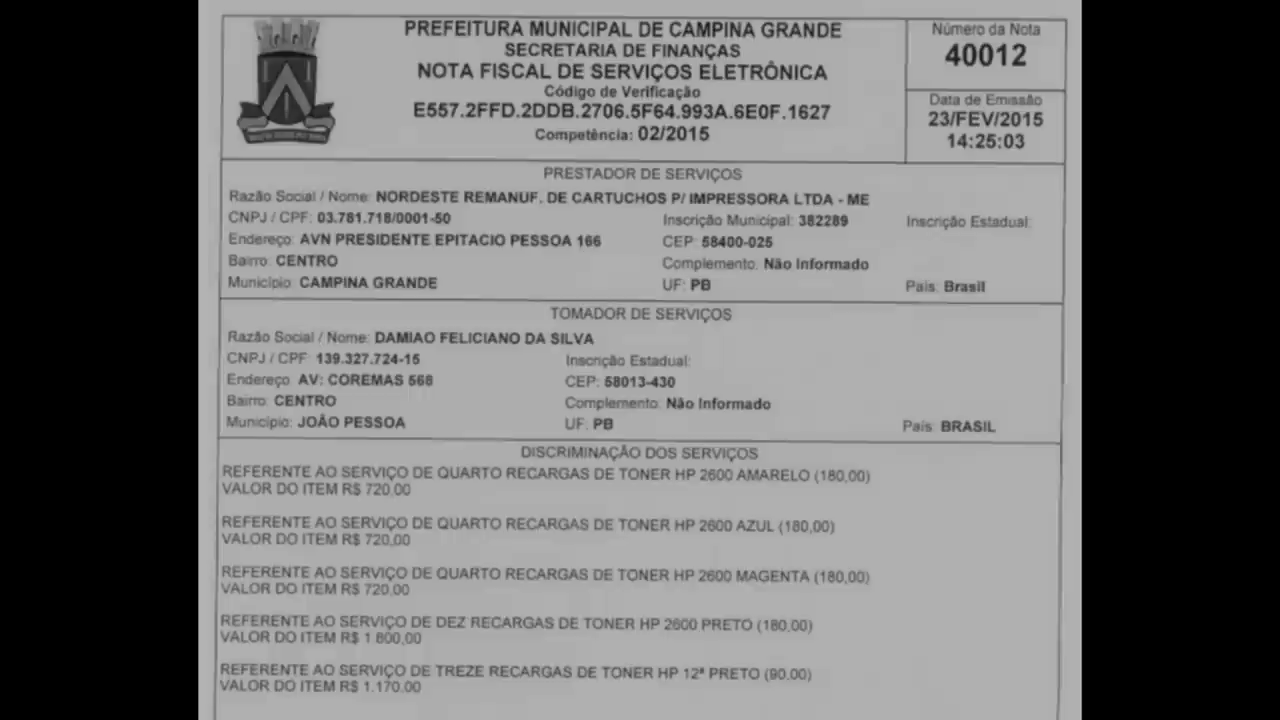 PREFEITURA MUNICIPAL DE CAMPINA GRANDE
SECRETARIA DE FINANÇAS
NOTA FISCAL DE SERVIÇOS ELETRÔNICA
Código de Verificação
E557.2FFD.2DDB.2706.5F64.993A.6E0F.1627
Competência: 02/2015
Número da Nota
40012
Data de Emissão
23/FEV/2015
14:25:03
PRESTADOR DE SERVIÇOS
Razão Social / Nome: NORDESTE REMANUF. DE CARTUCHOS P/ IMPRESSORA LTDA - ME
CNPJ / CPF: 03.781.718/0001-50 Inscrição Municipal: 382289 Inscrição Estadual:
Endereço: AVN PRESIDENTE EPITACIO PESSOA 166 CEP: 58400-025
Bairro: CENTRO Complemento: Não Informado
Município: CAMPINA GRANDE UF: PB País: Brasil
TOMADOR DE SERVIÇOS
Razão Social / Nome: DAMIAO FELICIANO DA SILVA
CNPJ / CPF: 139.327.724-15 Inscrição Estadual:
Endereço: AV: COREMAS 568 CEP: 58013-430
Bairro: CENTRO Complemento: Não Informado
Município: JOÃO PESSOA UF: PB País: BRASIL
DISCRIMINAÇÃO DOS SERVIÇOS
REFERENTE AO SERVIÇO DE QUARTO RECARGAS DE TONER HP 2600 AMARELO (180,00)
VALOR DO ITEM R$ 720,00
REFERENTE AO SERVIÇO DE QUARTO RECARGAS DE TONER HP 2600 AZUL (180,00)
VALOR DO ITEM R$ 720,00
REFERENTE AO SERVIÇO DE QUARTO RECARGAS DE TONER HP 2600 MAGENTA (180,00)
VALOR DO ITEM R$ 720,00
REFERENTE AO SERVIÇO DE DEZ RECARGAS DE TONER HP 2600 PRETO (180,00)
VALOR DO ITEM R$ 1.800,00
REFERENTE AO SERVIÇO DE TREZE RECARGAS DE TONER HP 12ª PRETO (90,00)
VALOR DO ITEM R$ 1.170,00